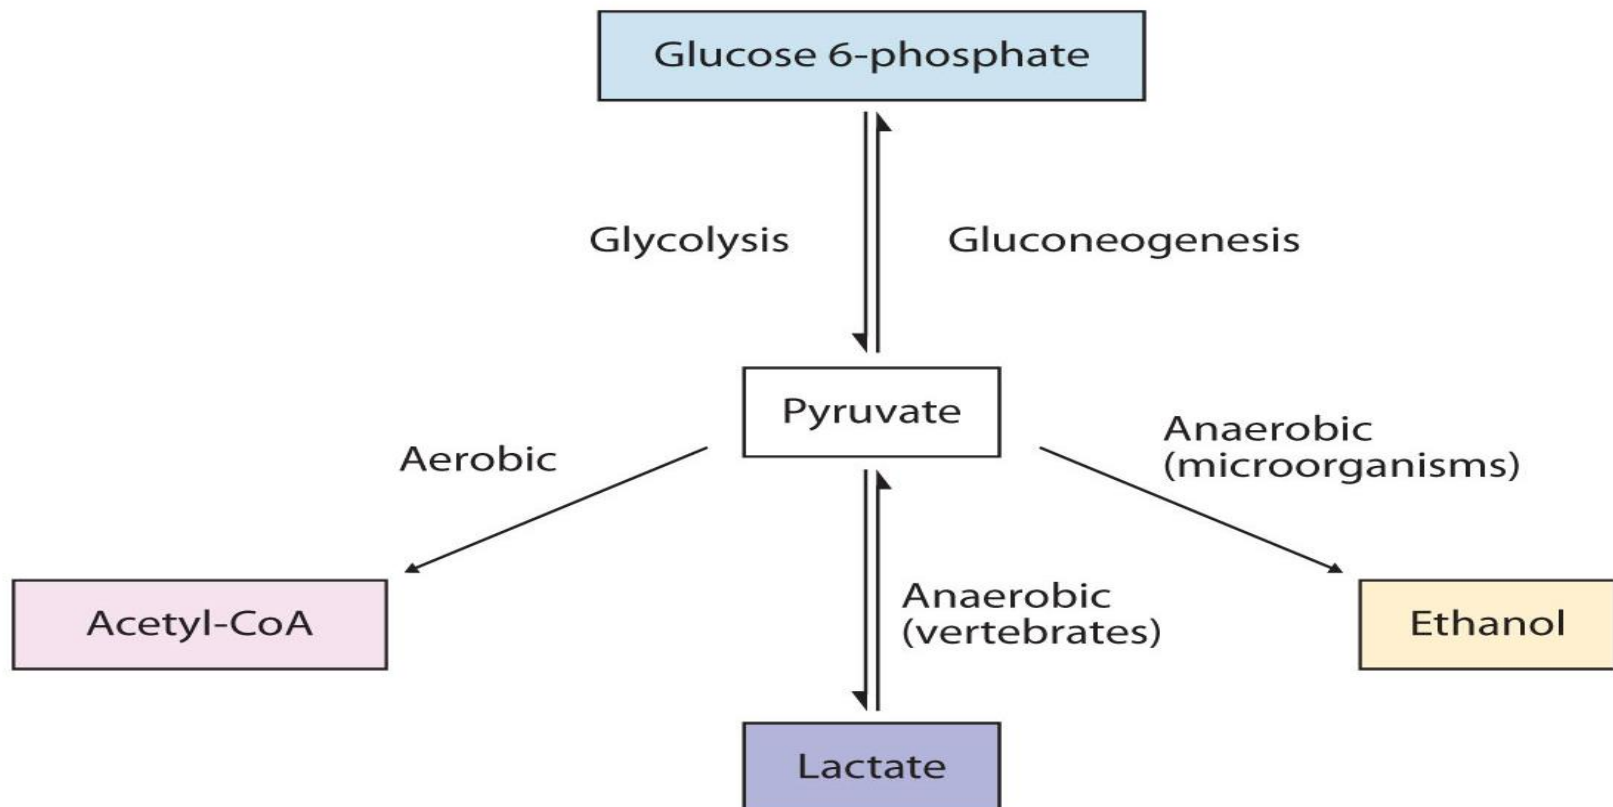 Glucose 6-phosphate
Glycolysis
Gluconeogenesis
Pyruvate
Aerobic
Anaerobic
(microorganisms)
Acetyl-CoA
Anaerobic
(vertebrates)
Ethanol
Lactate